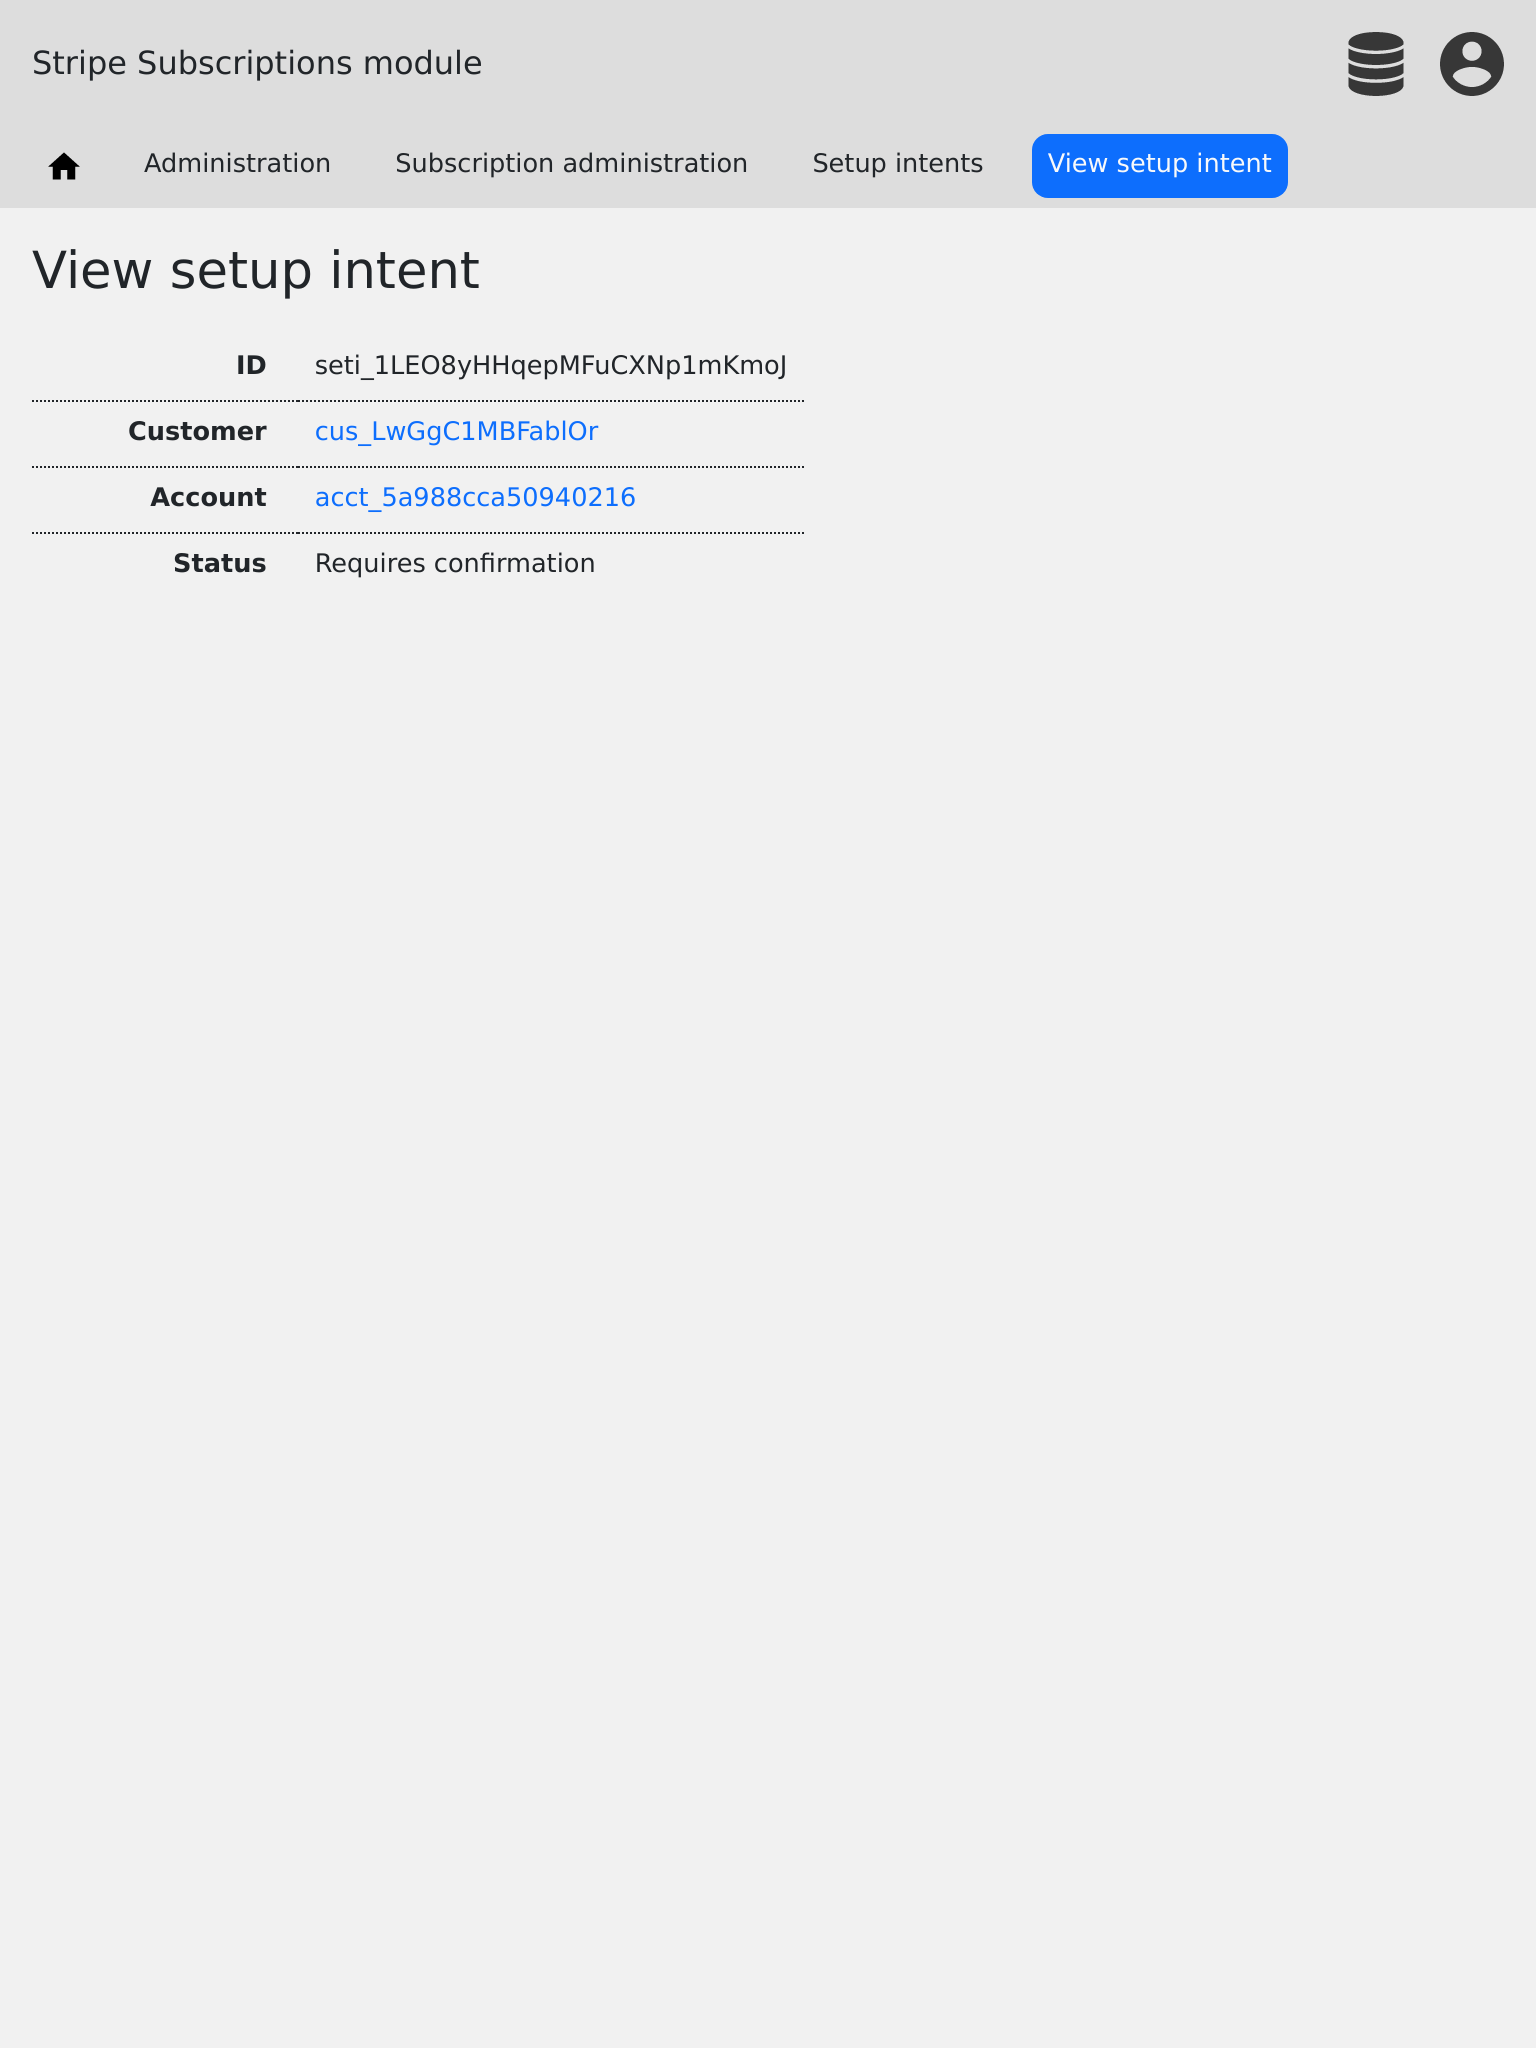 Stripe Subscriptions module
Administration Subscription administration Setup intents View setup intent
View setup intent
ID seti_1LEO8yHHqepMFuCXNp1mKmoJ
Customer cus_LwGgC1MBFablOr
Account acct_5a988cca50940216
Status Requires confirmation